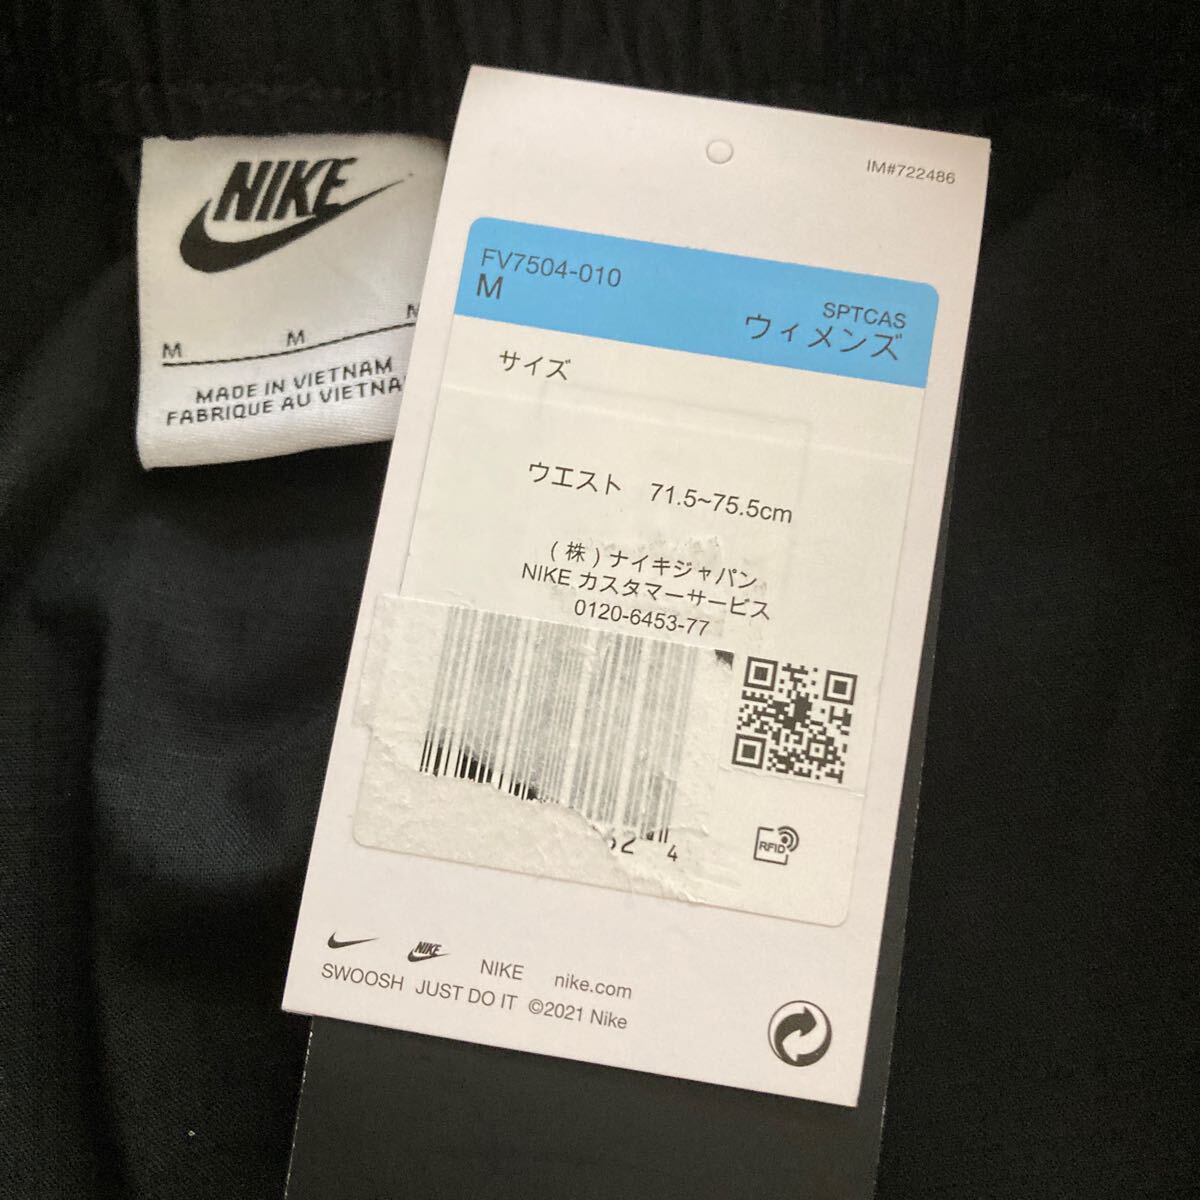 NIKE
M M M
MADE IN VIETNAM
FABRIQUE AU VIETNA
IM#722486
FV7504-010
M
SPTCAS
ウィメンズ
サイズ
ウエスト 71.5~75.5cm
(株)ナイキジャパン
NIKE カスタマーサービス
0120-6453-77
2 4
RFID
NIKE NIKE nike.com
SWOOSH JUST DO IT ©2021 Nike